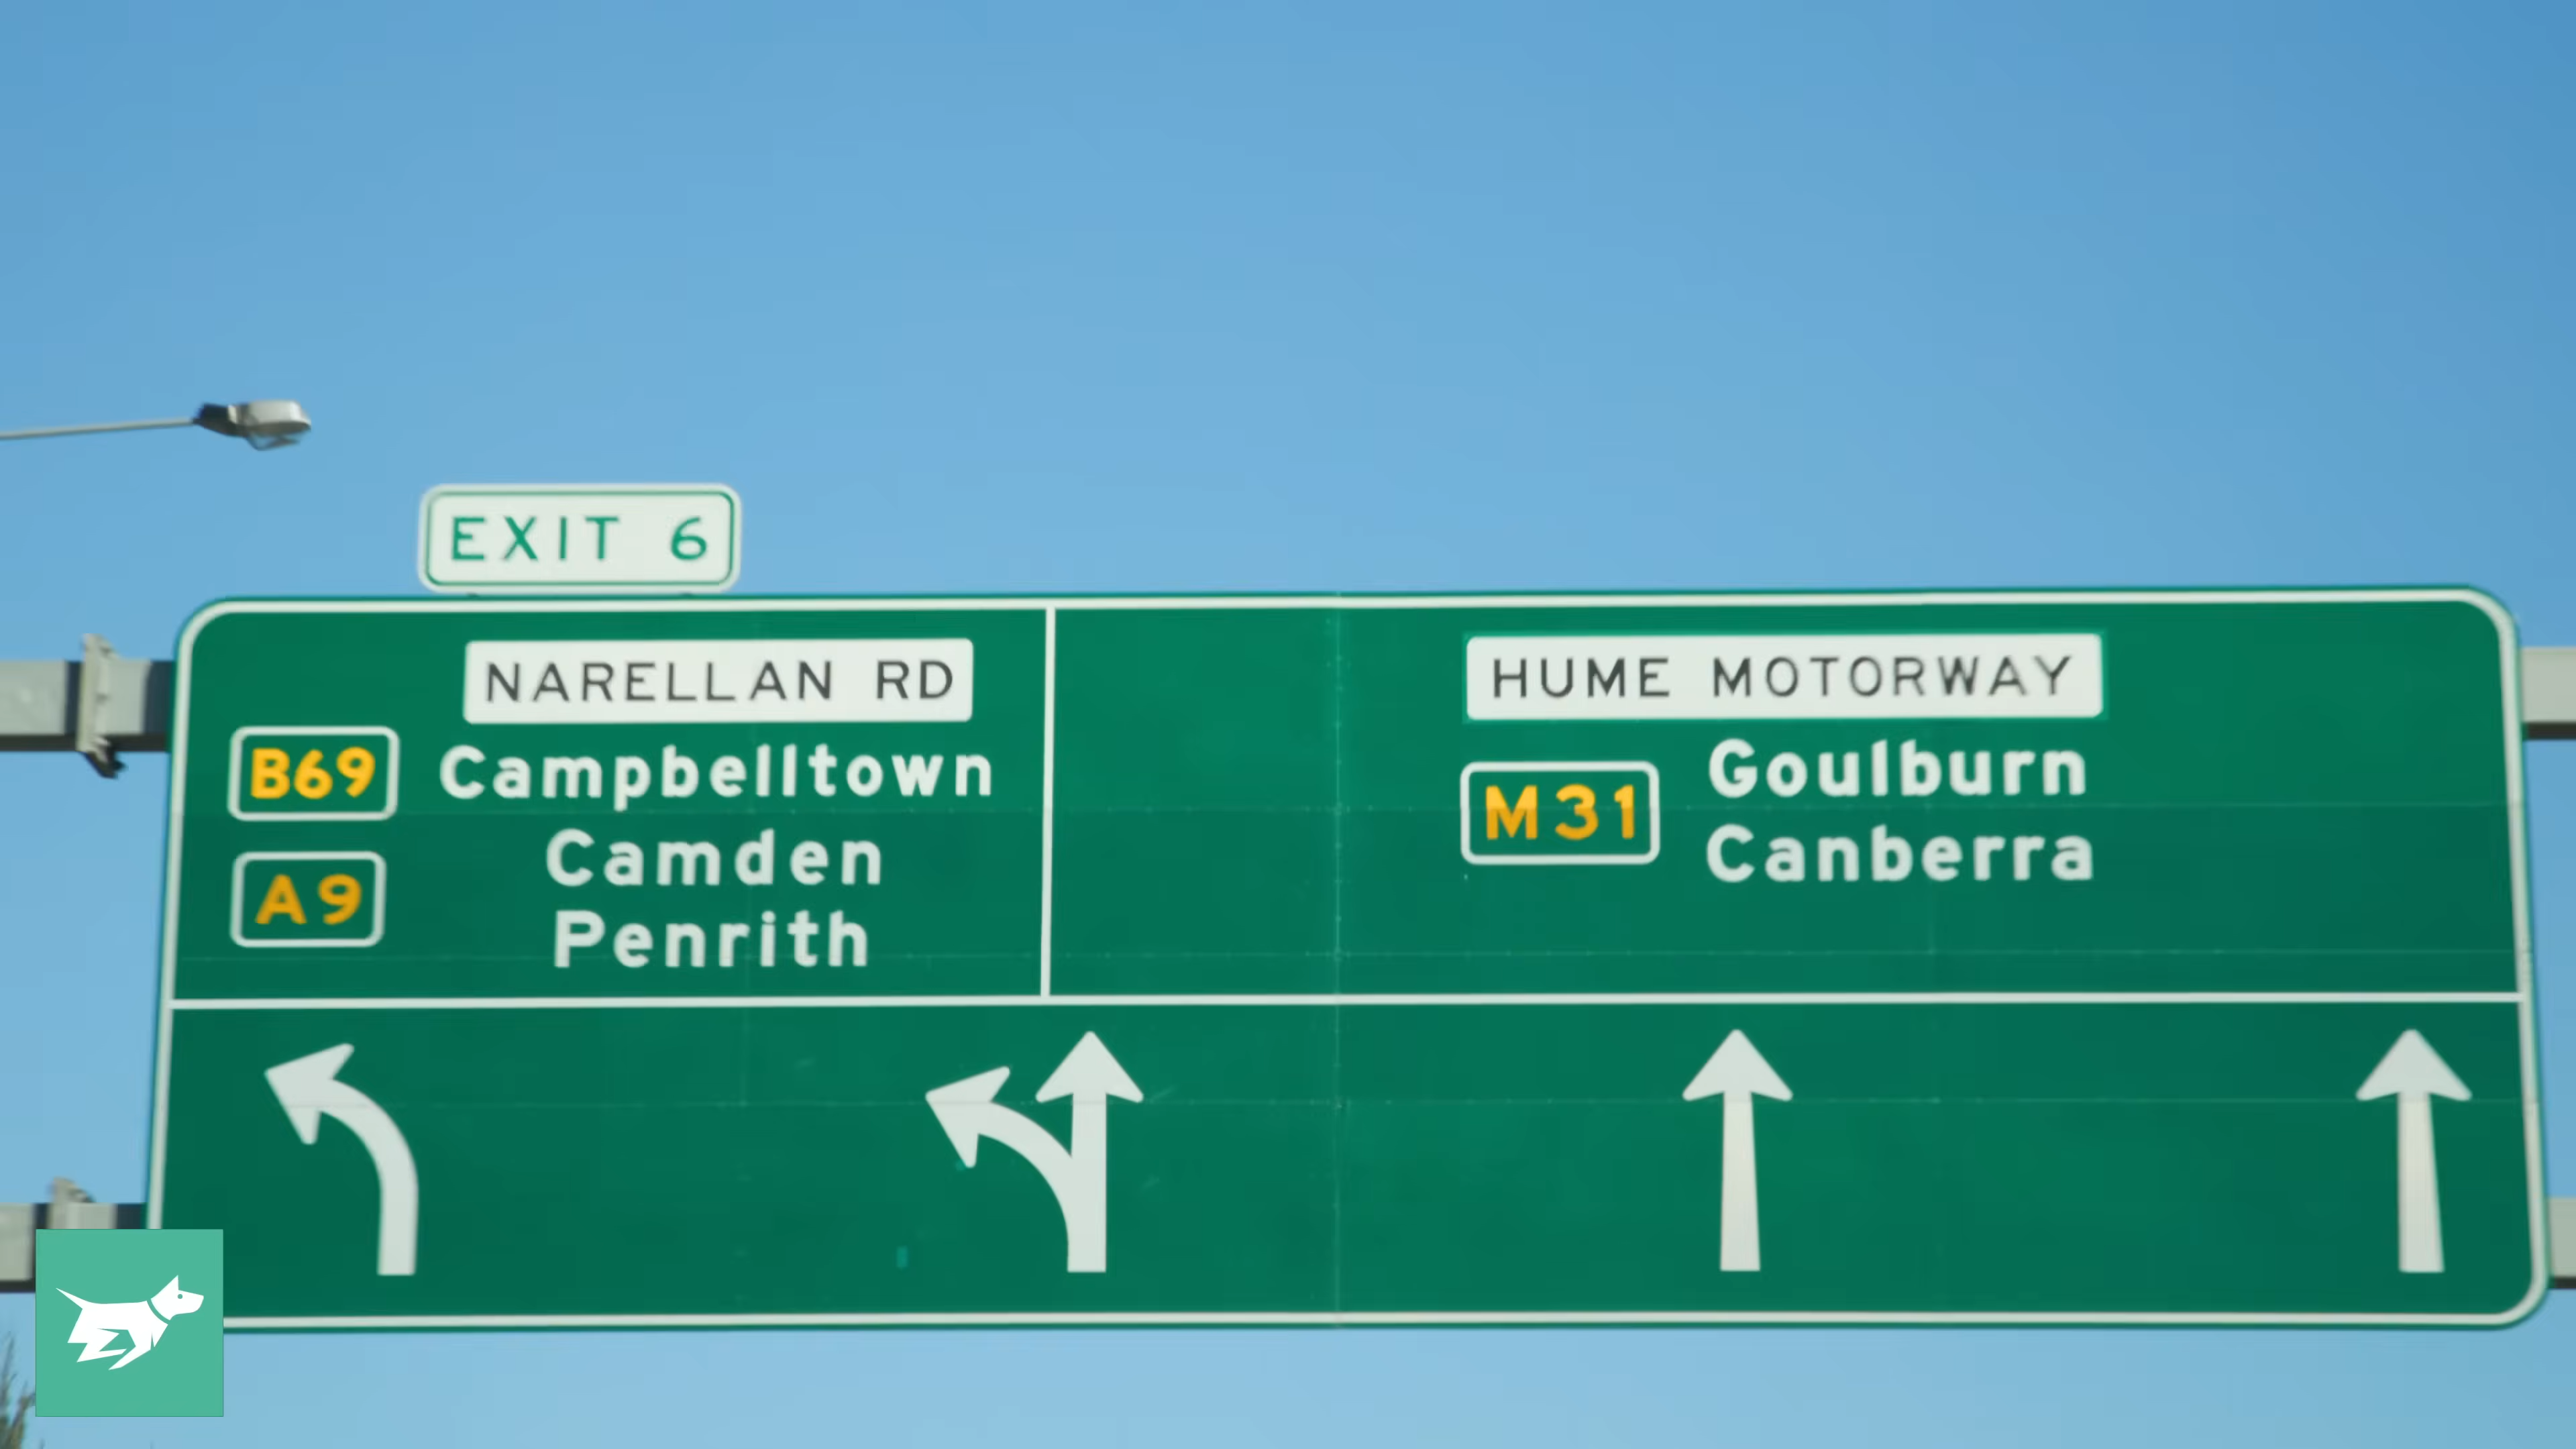 EXIT 6
NARELLAN RD
B69 Campbelltown
Camden
A9
Penrith
HUME MOTORWAY
M31
Goulburn
Canberra